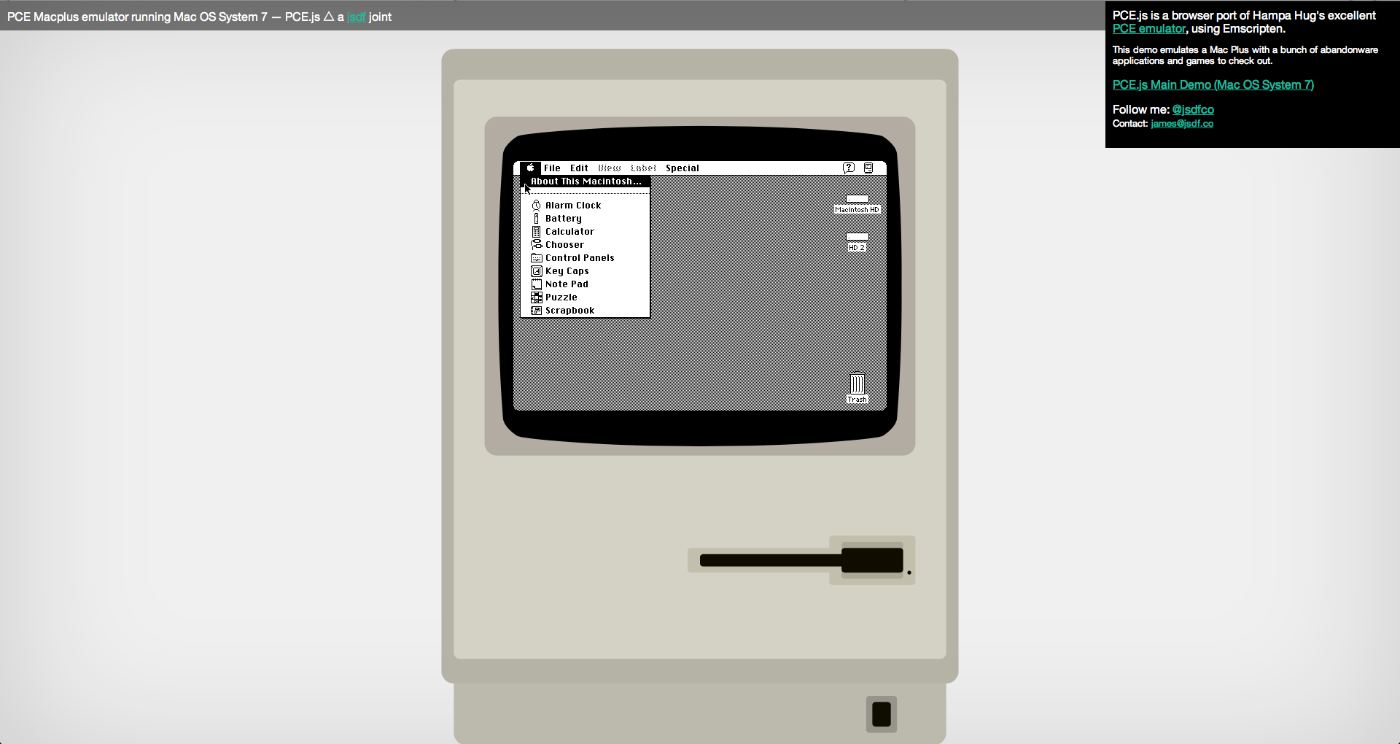 PCE Macplus emulator running Mac OS System 7 — PCE.js △ a jsdf joint
PCE.js is a browser port of Hampa Hug's excellent
PCE emulator, using Emscripten.
This demo emulates a Mac Plus with a bunch of abandonware
applications and games to check out.
PCE.js Main Demo (Mac OS System 7)
Follow me: @jsdfco
Contact: james@jsdf.co
File Edit View Label Special
About This Macintosh...
Alarm Clock
Battery
Calculator
Chooser
Control Panels
Key Caps
Note Pad
Puzzle
Scrapbook
Macintosh HD
HD 2
Trash